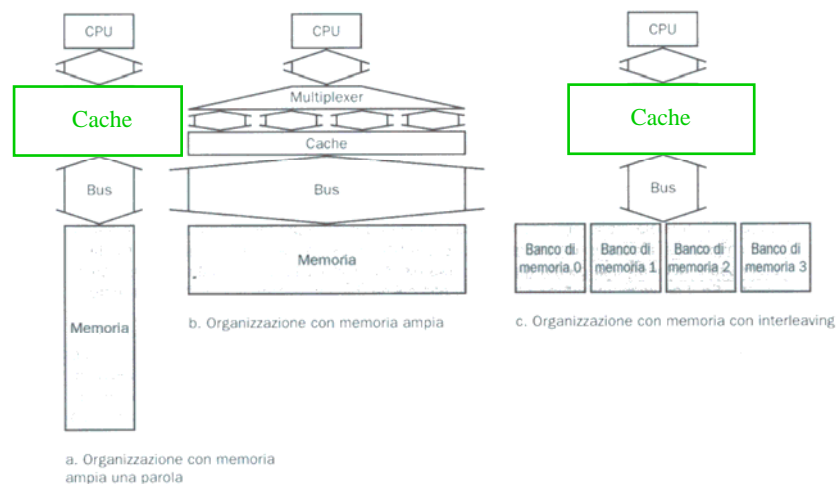 CPU
Cache
Bus
Memoria
a. Organizzazione con memoria
ampia una parola
CPU
Multiplexer
Cache
Bus
Memoria
b. Organizzazione con memoria ampia
CPU
Cache
Bus
Banco di
memoria 0
Banco di
memoria 1
Banco di
memoria 2
Banco di
memoria 3
c. Organizzazione con memoria con interleaving